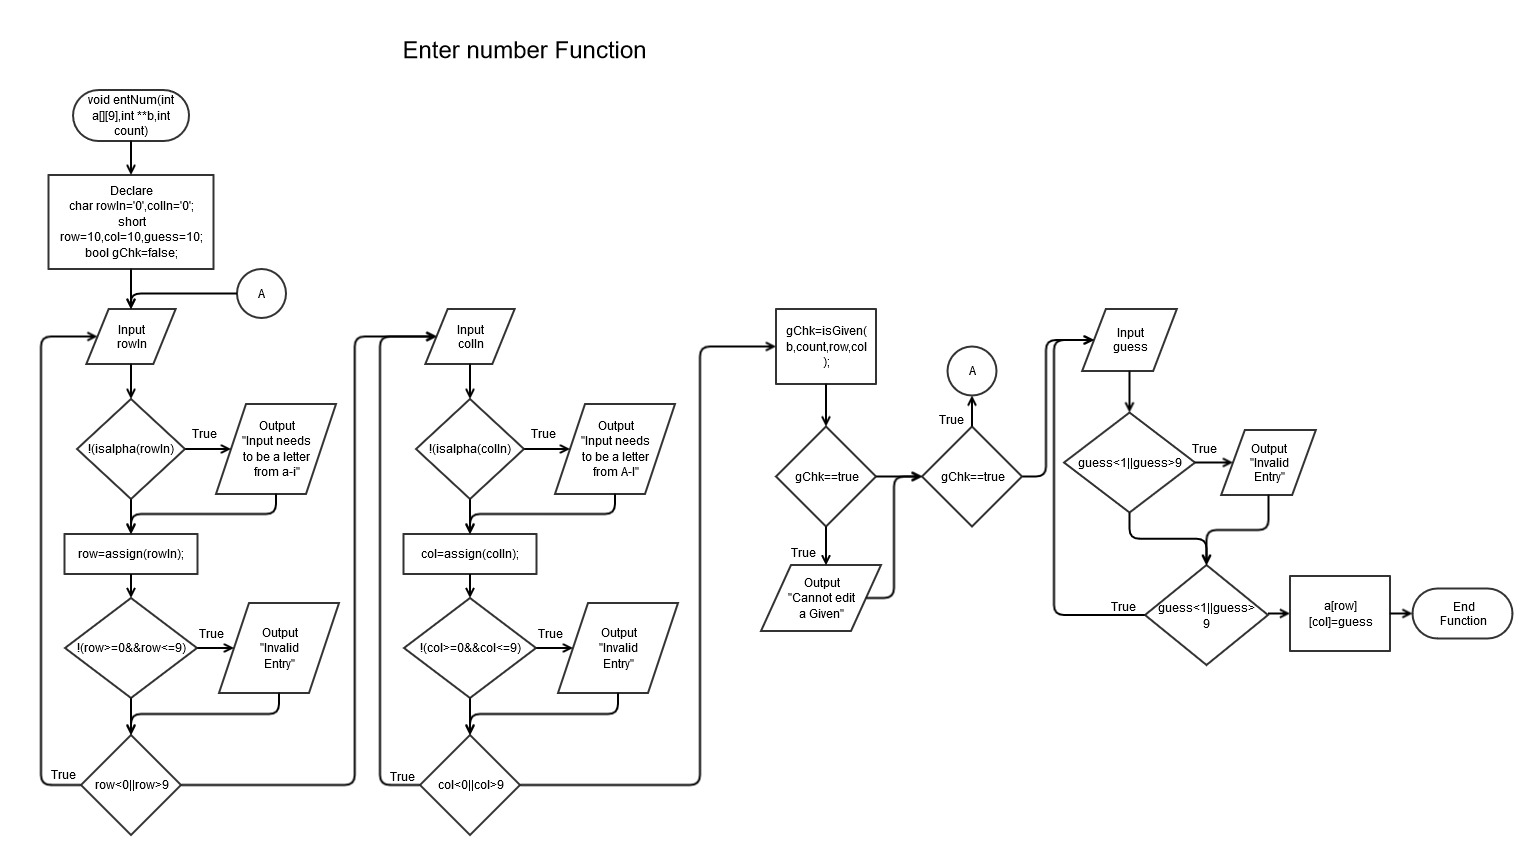 Enter number Function
void entNum(int
a[][9],int **b,int
count)
Declare
char rowIn='0',colIn='0';
short
row=10,col=10,guess=10;
bool gChk=false;
A
Input
rowIn
!(isalpha(rowIn)
True
Output
"Input needs
to be a letter
from a-i"
row=assign(rowIn);
!(row>=0&&row<=9)
True
Output
"Invalid
Entry"
True
row<0||row>9
Input
colIn
!(isalpha(colIn)
True
Output
"Input needs
to be a letter
from A-I"
col=assign(colIn);
!(col>=0&&col<=9)
True
Output
"Invalid
Entry"
True
col<0||col>9
gChk=isGiven(
b,count,row,col
);
gChk==true
True
Output
"Cannot edit
a Given"
A
True
gChk==true
Input
guess
guess<1||guess>9
True
Output
"Invalid
Entry"
True
guess<1||guess>
9
a[row]
[col]=guess
End
Function